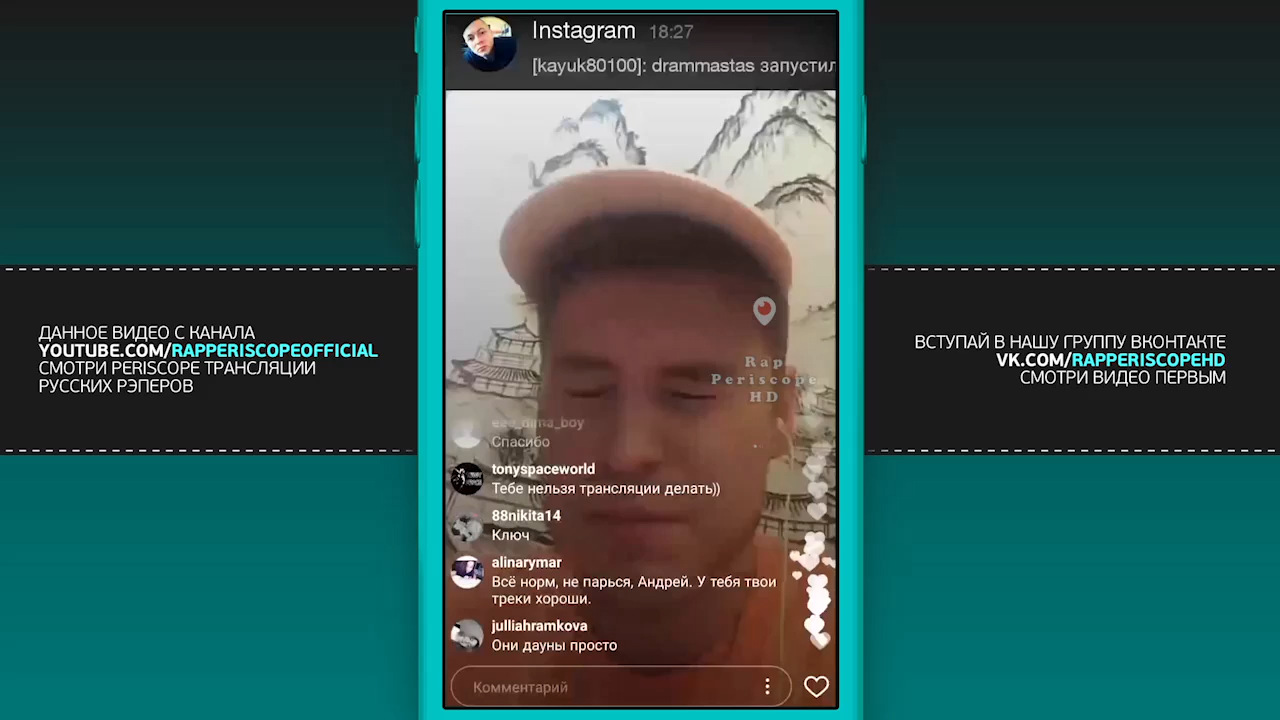 Instagram 18:27
[kayuk80100]: drammastas запустил
ДАННОЕ ВИДЕО С КАНАЛА
YOUTUBE.COM/RAPPERISCOPEOFFICIAL
СМОТРИ PERISCOPE ТРАНСЛЯЦИИ
РУССКИХ РЭПЕРОВ
ВСТУПАЙ В НАШУ ГРУППУ ВКОНТАКТЕ
VK.COM/RAPPERISCOPEHD
СМОТРИ ВИДЕО ПЕРВЫМ
Rap
Periscope
HD
Спасибо
tonyspaceworld
Тебе нельзя трансляции делать))
88nikita14
Ключ
alinarymar
Всё норм, не парься, Андрей. У тебя твои
треки хороши.
julliahramkova
Они дауны просто
Комментарий